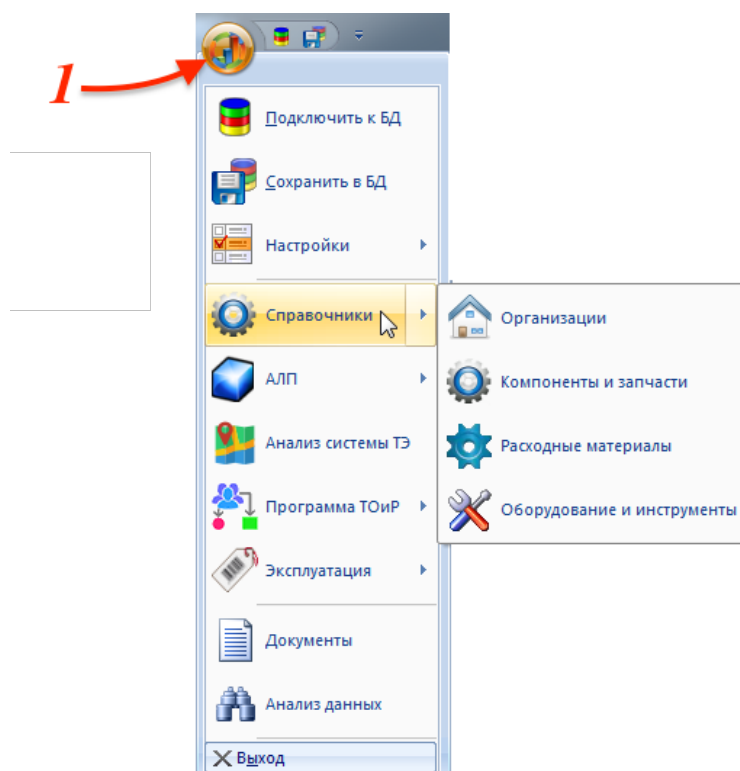 1
Подключить к БД
Сохранить в БД
Настройки
Справочники
АЛП
Анализ системы ТЭ
Программа ТОиР
Эксплуатация
Документы
Анализ данных
Выход
Организации
Компоненты и запчасти
Расходные материалы
Оборудование и инструменты